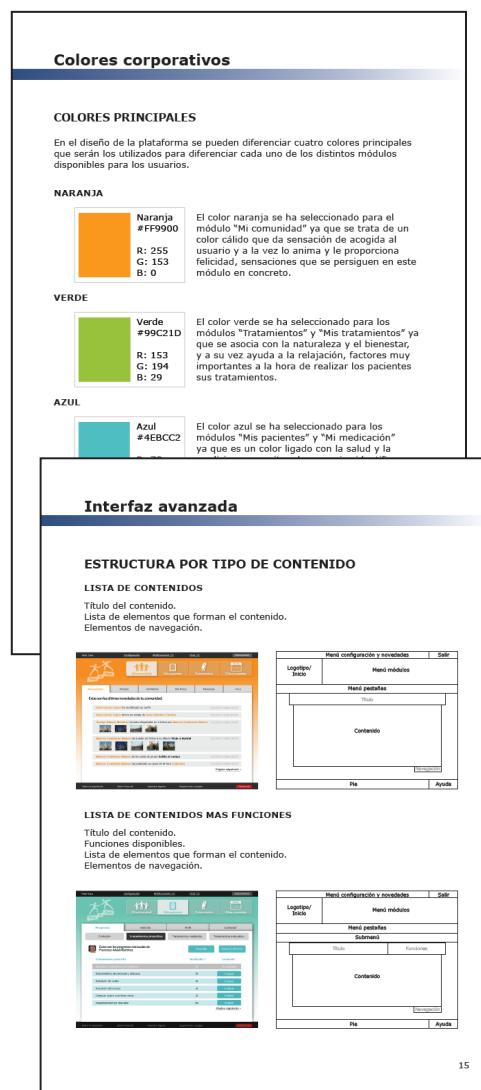 Colores corporativos
COLORES PRINCIPALES
En el diseño de la plataforma se pueden diferenciar cuatro colores principales
que serán los utilizados para diferenciar cada uno de los distintos módulos
disponibles para los usuarios.
NARANJA
Naranja
#FF9900
R: 255
G: 153
B: 0
El color naranja se ha seleccionado para el
módulo "Mi comunidad" ya que se trata de un
color cálido que da sensación de acogida al
usuario y a la vez lo anima y le proporciona
felicidad, sensaciones que se persiguen en este
módulo en concreto.
VERDE
Verde
#99C21D
R: 153
G: 194
B: 29
El color verde se ha seleccionado para los
módulos "Tratamientos" y "Mis tratamientos" ya
que se asocia con la naturaleza y el bienestar,
y a su vez ayuda a la relajación, factores muy
importantes a la hora de realizar los pacientes
sus tratamientos.
AZUL
Azul
#4EBCC2
El color azul se ha seleccionado para los
módulos "Mis pacientes" y "Mi medicación"
ya que es un color ligado con la salud y la
Interfaz avanzada
ESTRUCTURA POR TIPO DE CONTENIDO
LISTA DE CONTENIDOS
Título del contenido.
Lista de elementos que forman el contenido.
Elementos de navegación.
Menú configuración y novedades
Salir
Logotipo/
Inicio
Menú módulos
Menú pestañas
Título
Contenido
Navegación
Pie
Ayuda
LISTA DE CONTENIDOS MAS FUNCIONES
Título del contenido.
Funciones disponibles.
Lista de elementos que forman el contenido.
Elementos de navegación.
Menú configuración y novedades
Salir
Logotipo/
Inicio
Menú módulos
Menú pestañas
Submenú
Título
Funciones
Contenido
Navegación
Pie
Ayuda
15